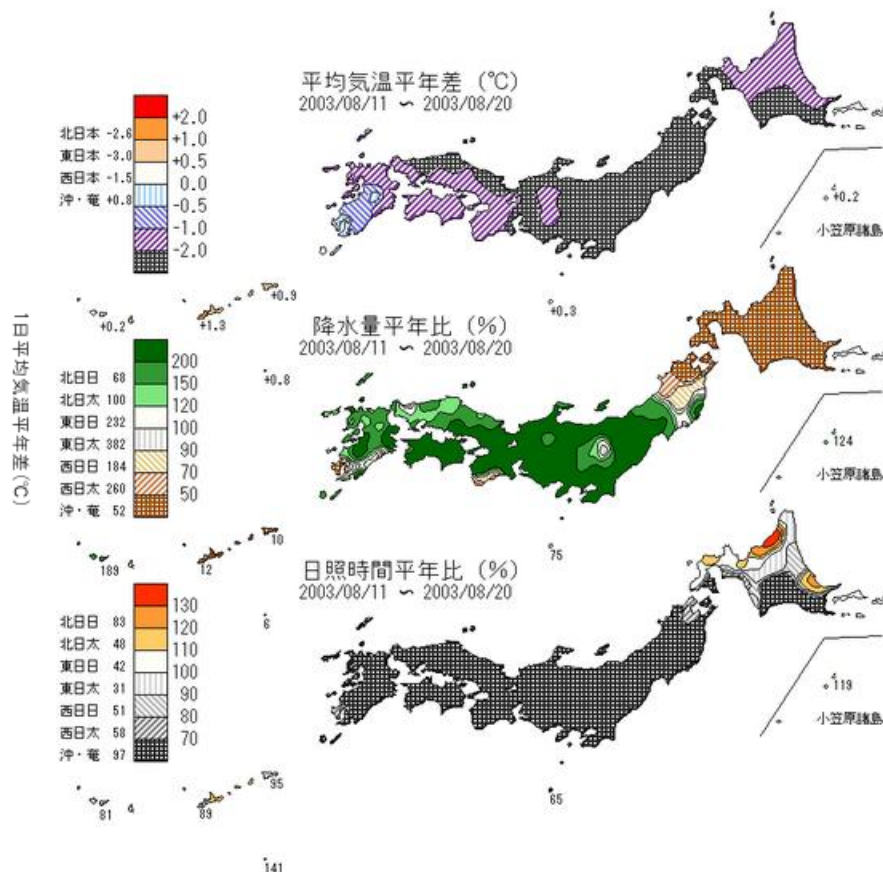 平均気温平年差 (℃)
2003/08/11 ～ 2003/08/20
北日本 -2.6
東日本 -3.0
西日本 -1.5
沖・奄 +0.8
+2.0
+1.0
+0.5
0.0
-0.5
-1.0
-2.0
+0.2
小笠原諸島
+0.9
+0.2
+1.3
+0.3
+0.8
1日平均気温平年差(℃)
降水量平年比 (%)
2003/08/11 ～ 2003/08/20
北日日 68
北日太 100
東日日 232
東日太 382
西日日 184
西日太 260
沖・奄 52
200
150
120
100
90
70
50
124
小笠原諸島
10
189
12
75
6
日照時間平年比 (%)
2003/08/11 ～ 2003/08/20
北日日 83
北日太 48
東日日 42
東日太 31
西日日 51
西日太 58
沖・奄 97
130
120
110
100
90
80
70
119
小笠原諸島
95
81
89
65
141